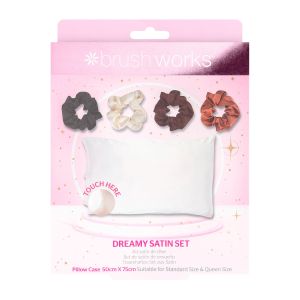 brushworks
TOUCH HERE
DREAMY SATIN SET
Pillow Case 50cm X 75cm Suitable for Standard Size & Queen Size